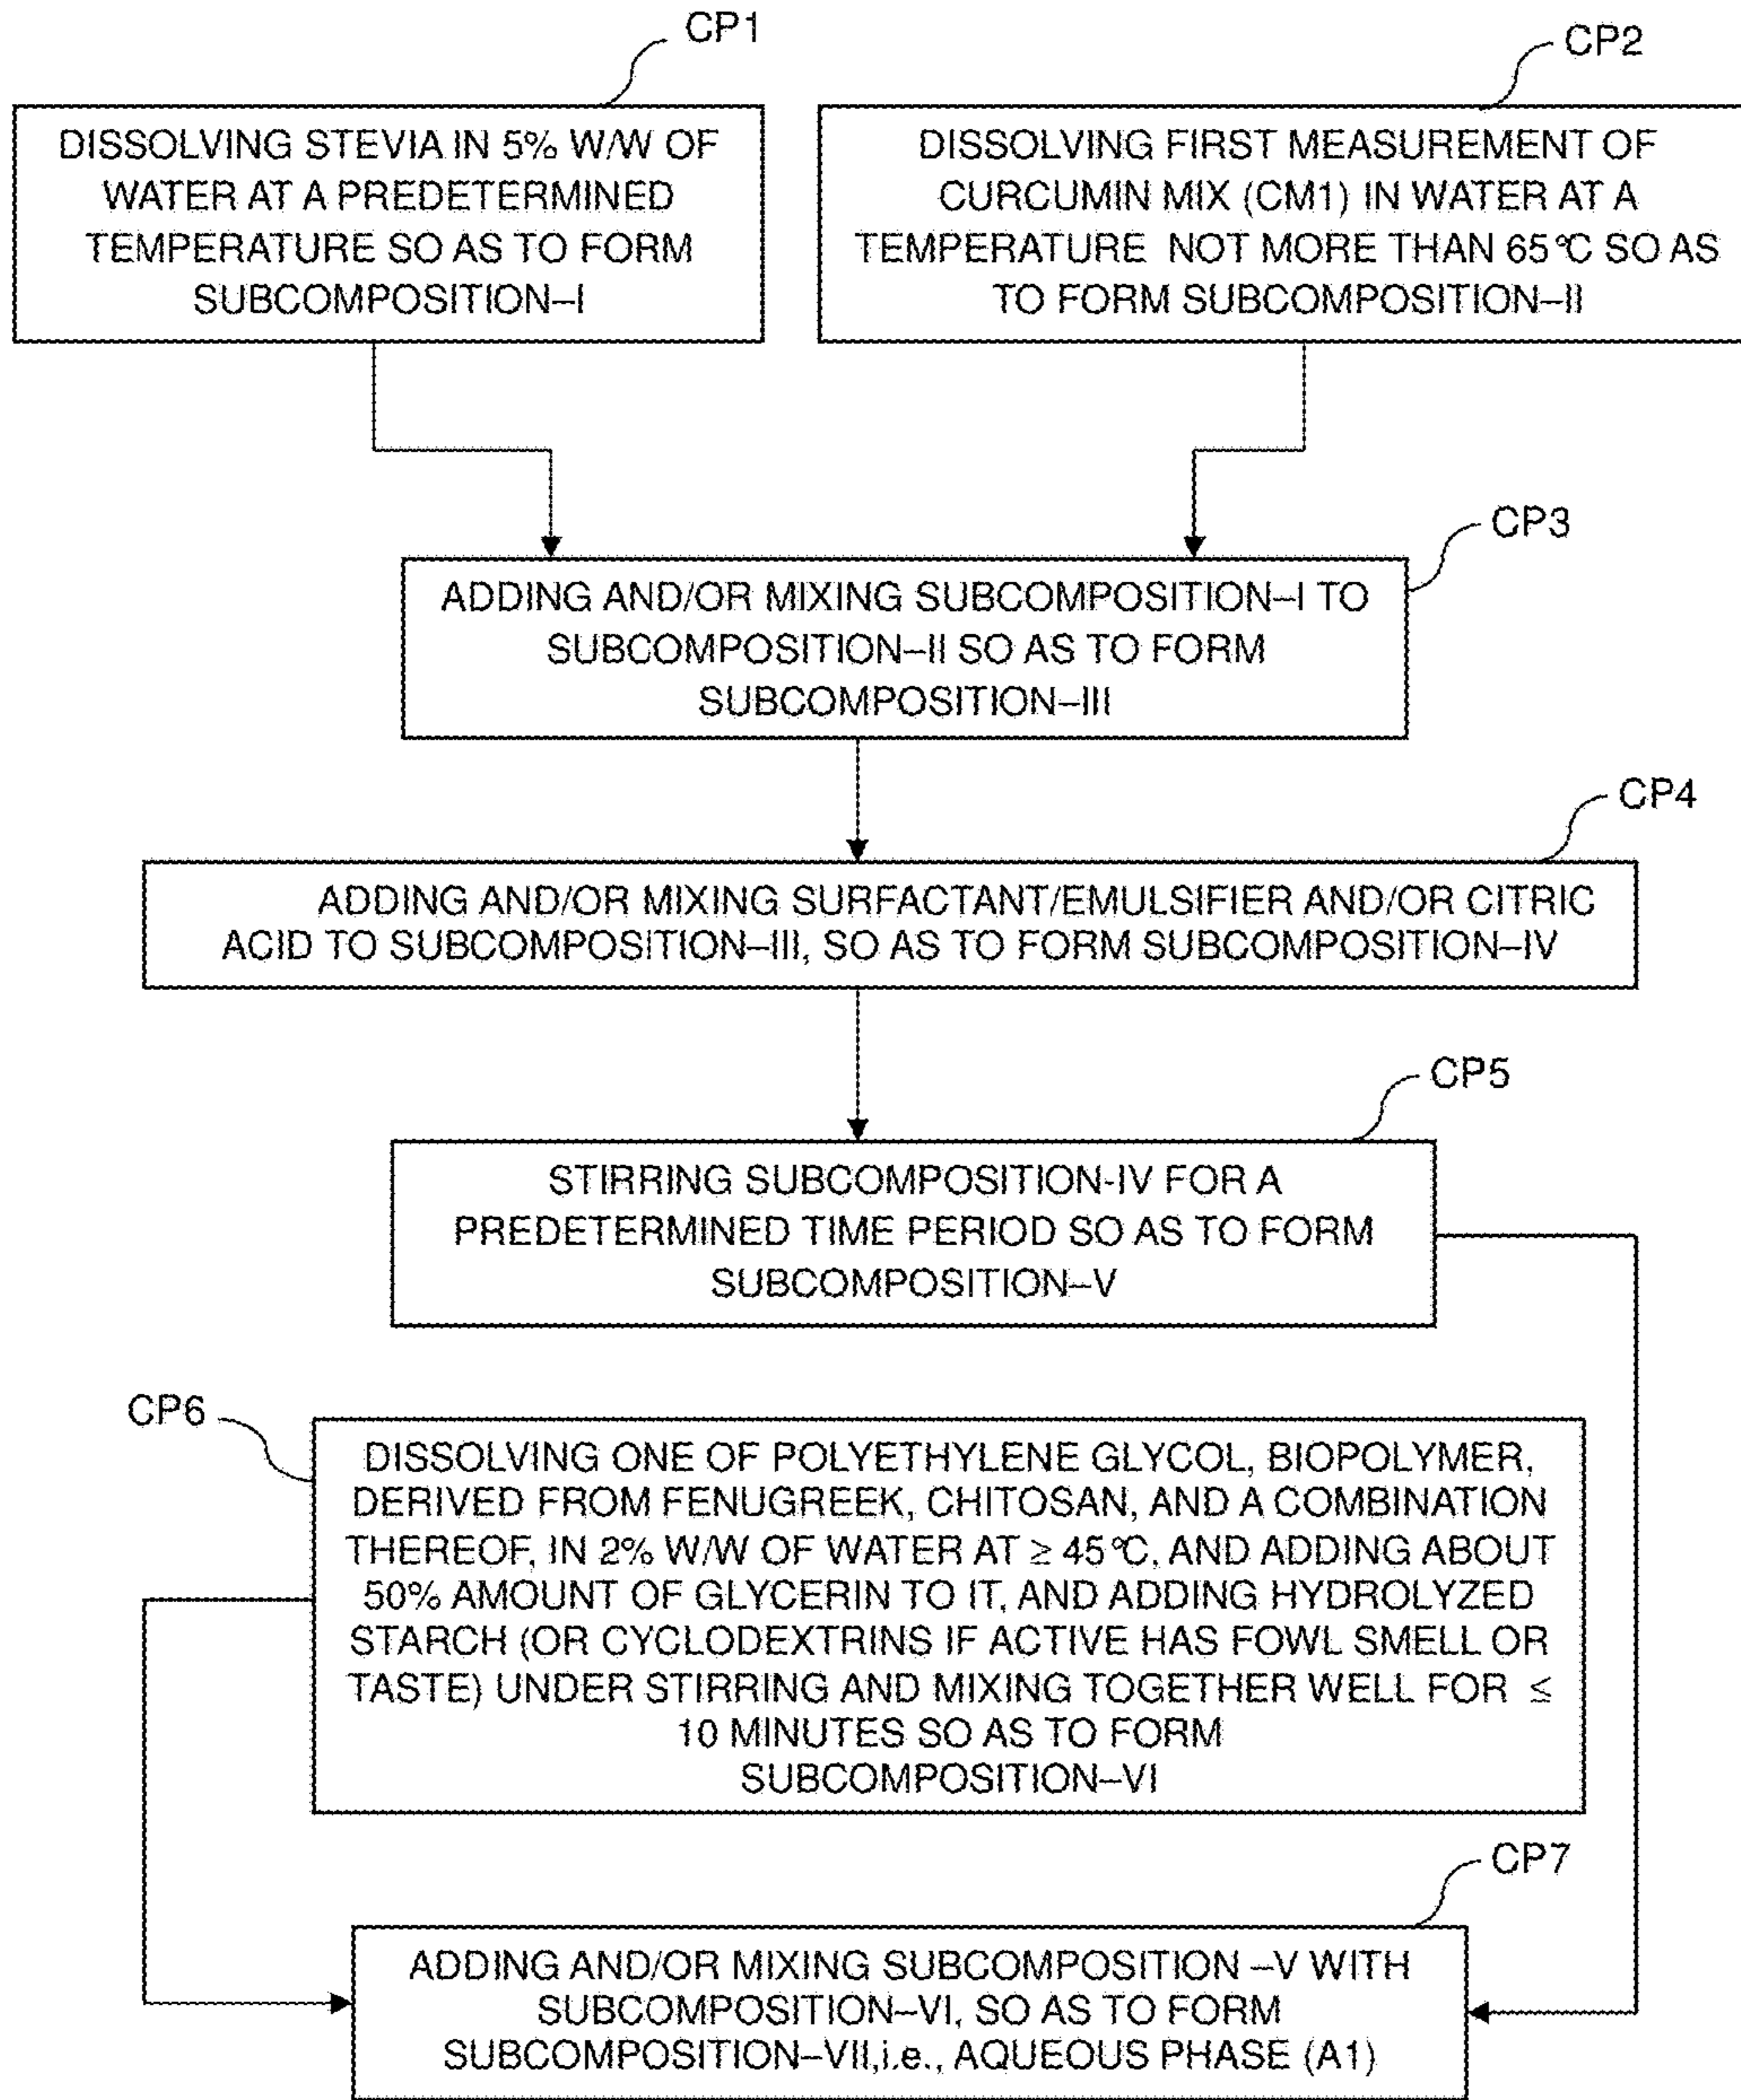 CP1
DISSOLVING STEVIA IN 5% W/W OF
WATER AT A PREDETERMINED
TEMPERATURE SO AS TO FORM
SUBCOMPOSITION–I
CP2
DISSOLVING FIRST MEASUREMENT OF
CURCUMIN MIX (CM1) IN WATER AT A
TEMPERATURE NOT MORE THAN 65°C SO AS
TO FORM SUBCOMPOSITION–II
CP3
ADDING AND/OR MIXING SUBCOMPOSITION–I TO
SUBCOMPOSITION–II SO AS TO FORM
SUBCOMPOSITION–III
CP4
ADDING AND/OR MIXING SURFACTANT/EMULSIFIER AND/OR CITRIC
ACID TO SUBCOMPOSITION–III, SO AS TO FORM SUBCOMPOSITION–IV
CP5
STIRRING SUBCOMPOSITION-IV FOR A
PREDETERMINED TIME PERIOD SO AS TO FORM
SUBCOMPOSITION–V
CP6
DISSOLVING ONE OF POLYETHYLENE GLYCOL, BIOPOLYMER,
DERIVED FROM FENUGREEK, CHITOSAN, AND A COMBINATION
THEREOF, IN 2% W/W OF WATER AT ≥ 45°C, AND ADDING ABOUT
50% AMOUNT OF GLYCERIN TO IT, AND ADDING HYDROLYZED
STARCH (OR CYCLODEXTRINS IF ACTIVE HAS FOWL SMELL OR
TASTE) UNDER STIRRING AND MIXING TOGETHER WELL FOR ≤
10 MINUTES SO AS TO FORM
SUBCOMPOSITION–VI
CP7
ADDING AND/OR MIXING SUBCOMPOSITION –V WITH
SUBCOMPOSITION–VI, SO AS TO FORM
SUBCOMPOSITION–VII,i.e., AQUEOUS PHASE (A1)